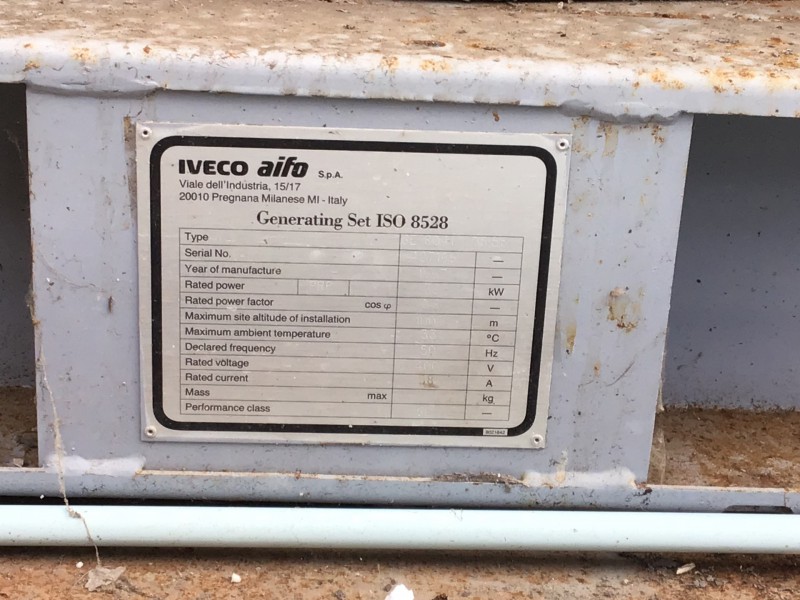 IVECO aifo S.p.A.
Viale dell'Indústria, 15/17
20010 Pregnana Milanese MI - Italy
Generating Set ISO 8528
Type
Serial No. —
Year of manufacture —
Rated power kW
Rated power factor cos φ —
Maximum site altitude of installation m
Maximum ambient temperature °C
Declared frequency Hz
Rated vòltage V
Rated current A
Mass max kg
Performance class —